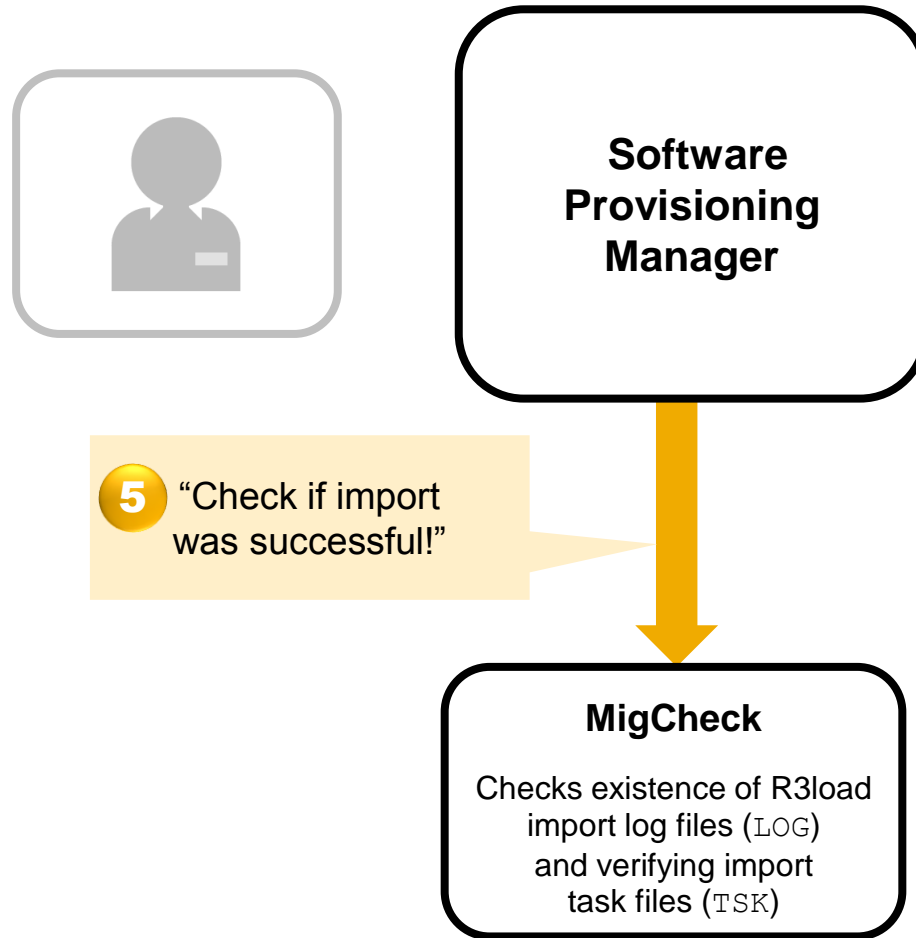 Software
Provisioning
Manager
5 “Check if import
was successful!”
MigCheck
Checks existence of R3load
import log files (LOG)
and verifying import
task files (TSK)